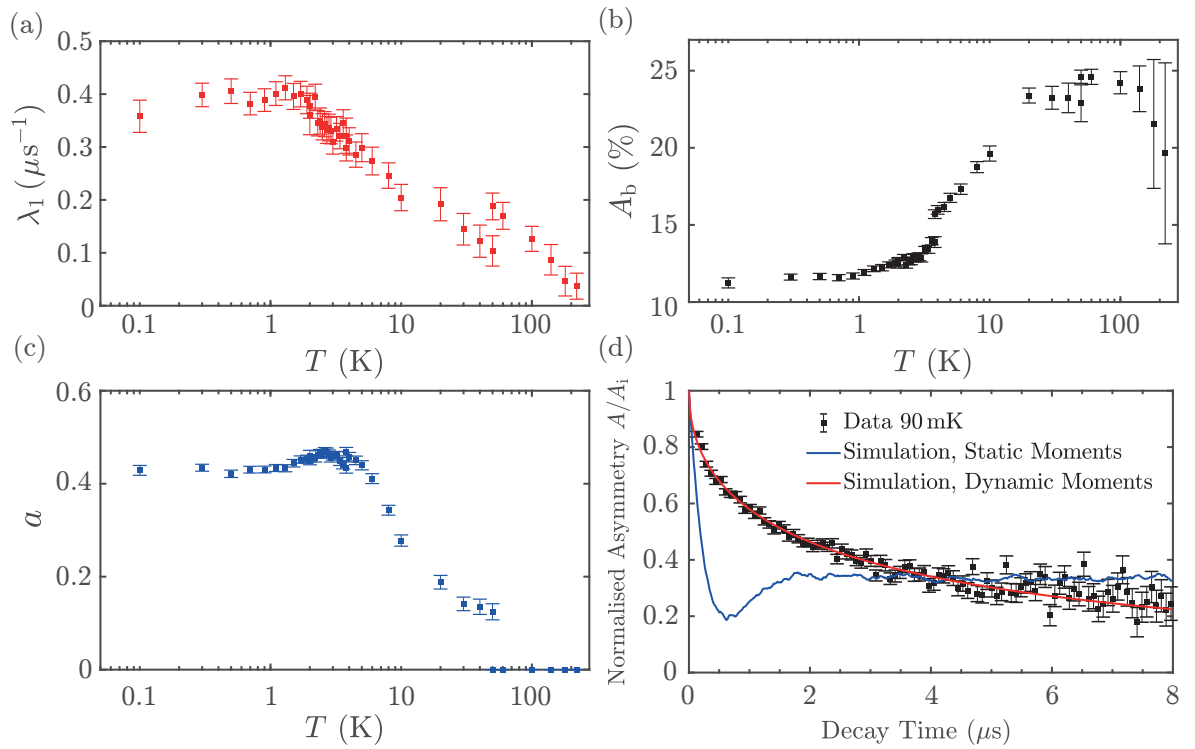 (a)
0.5
0.4
0.3
0.2
0.1
0
λ₁ (μs⁻¹)
0.1 1 10 100
T (K)
(b)
25
20
15
10
A_b (%)
0.1 1 10 100
T (K)
(c)
0.6
0.4
0.2
0
a
0.1 1 10 100
T (K)
(d)
1
0.8
0.6
0.4
0.2
0
Normalised Asymmetry A/A_i
Data 90 mK
Simulation, Static Moments
Simulation, Dynamic Moments
0 2 4 6 8
Decay Time (μs)